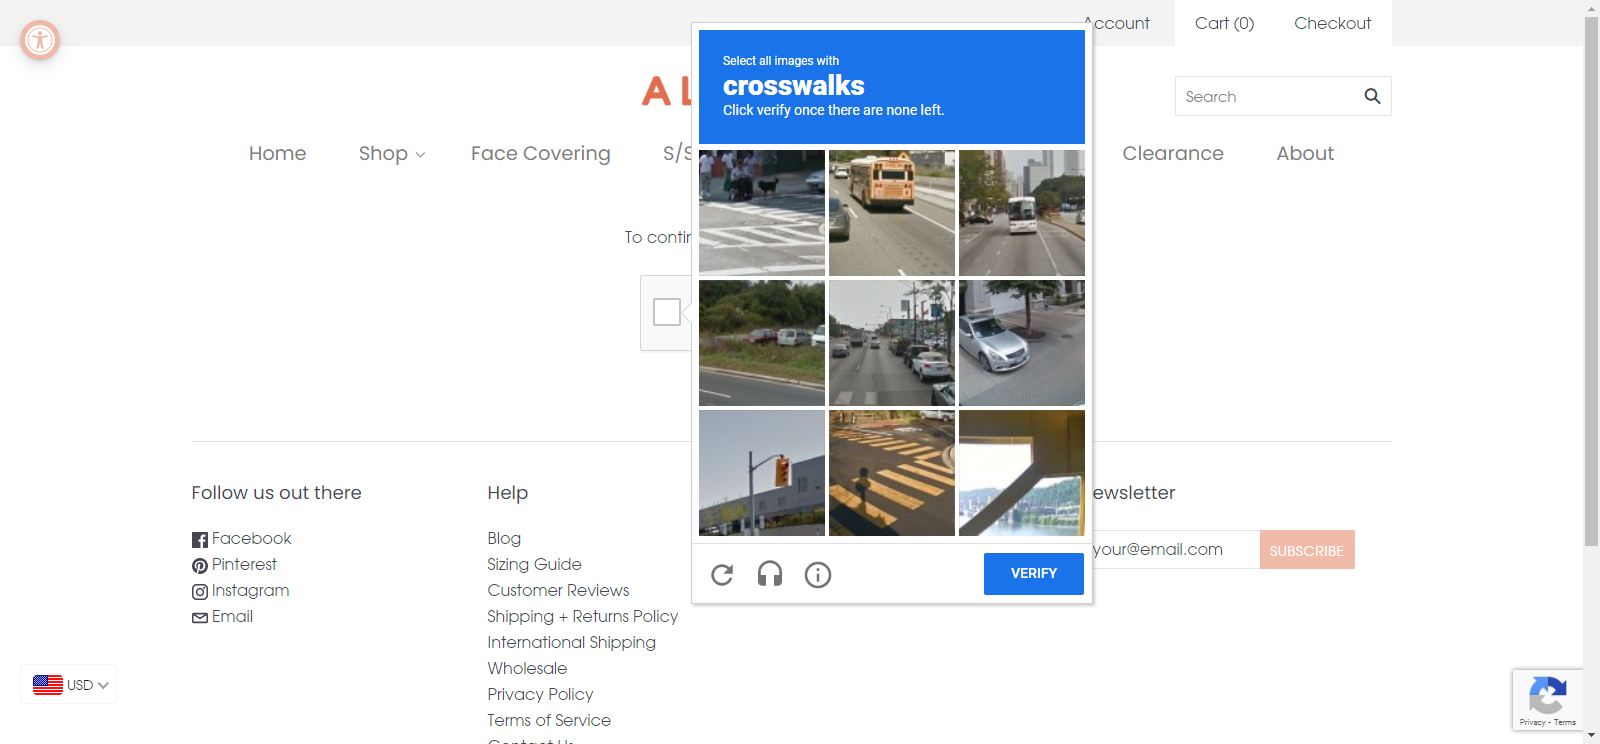 Account
Cart (0)
Checkout
Select all images with
crosswalks
Click verify once there are none left.
AL
Search
Home
Shop
Face Covering
S/S
Clearance
About
To contin
VERIFY
Follow us out there
Facebook
Pinterest
Instagram
Email
Help
Blog
Sizing Guide
Customer Reviews
Shipping + Returns Policy
International Shipping
Wholesale
Privacy Policy
Terms of Service
Contact Us
ewsletter
your@email.com
SUBSCRIBE
USD
Privacy - Terms